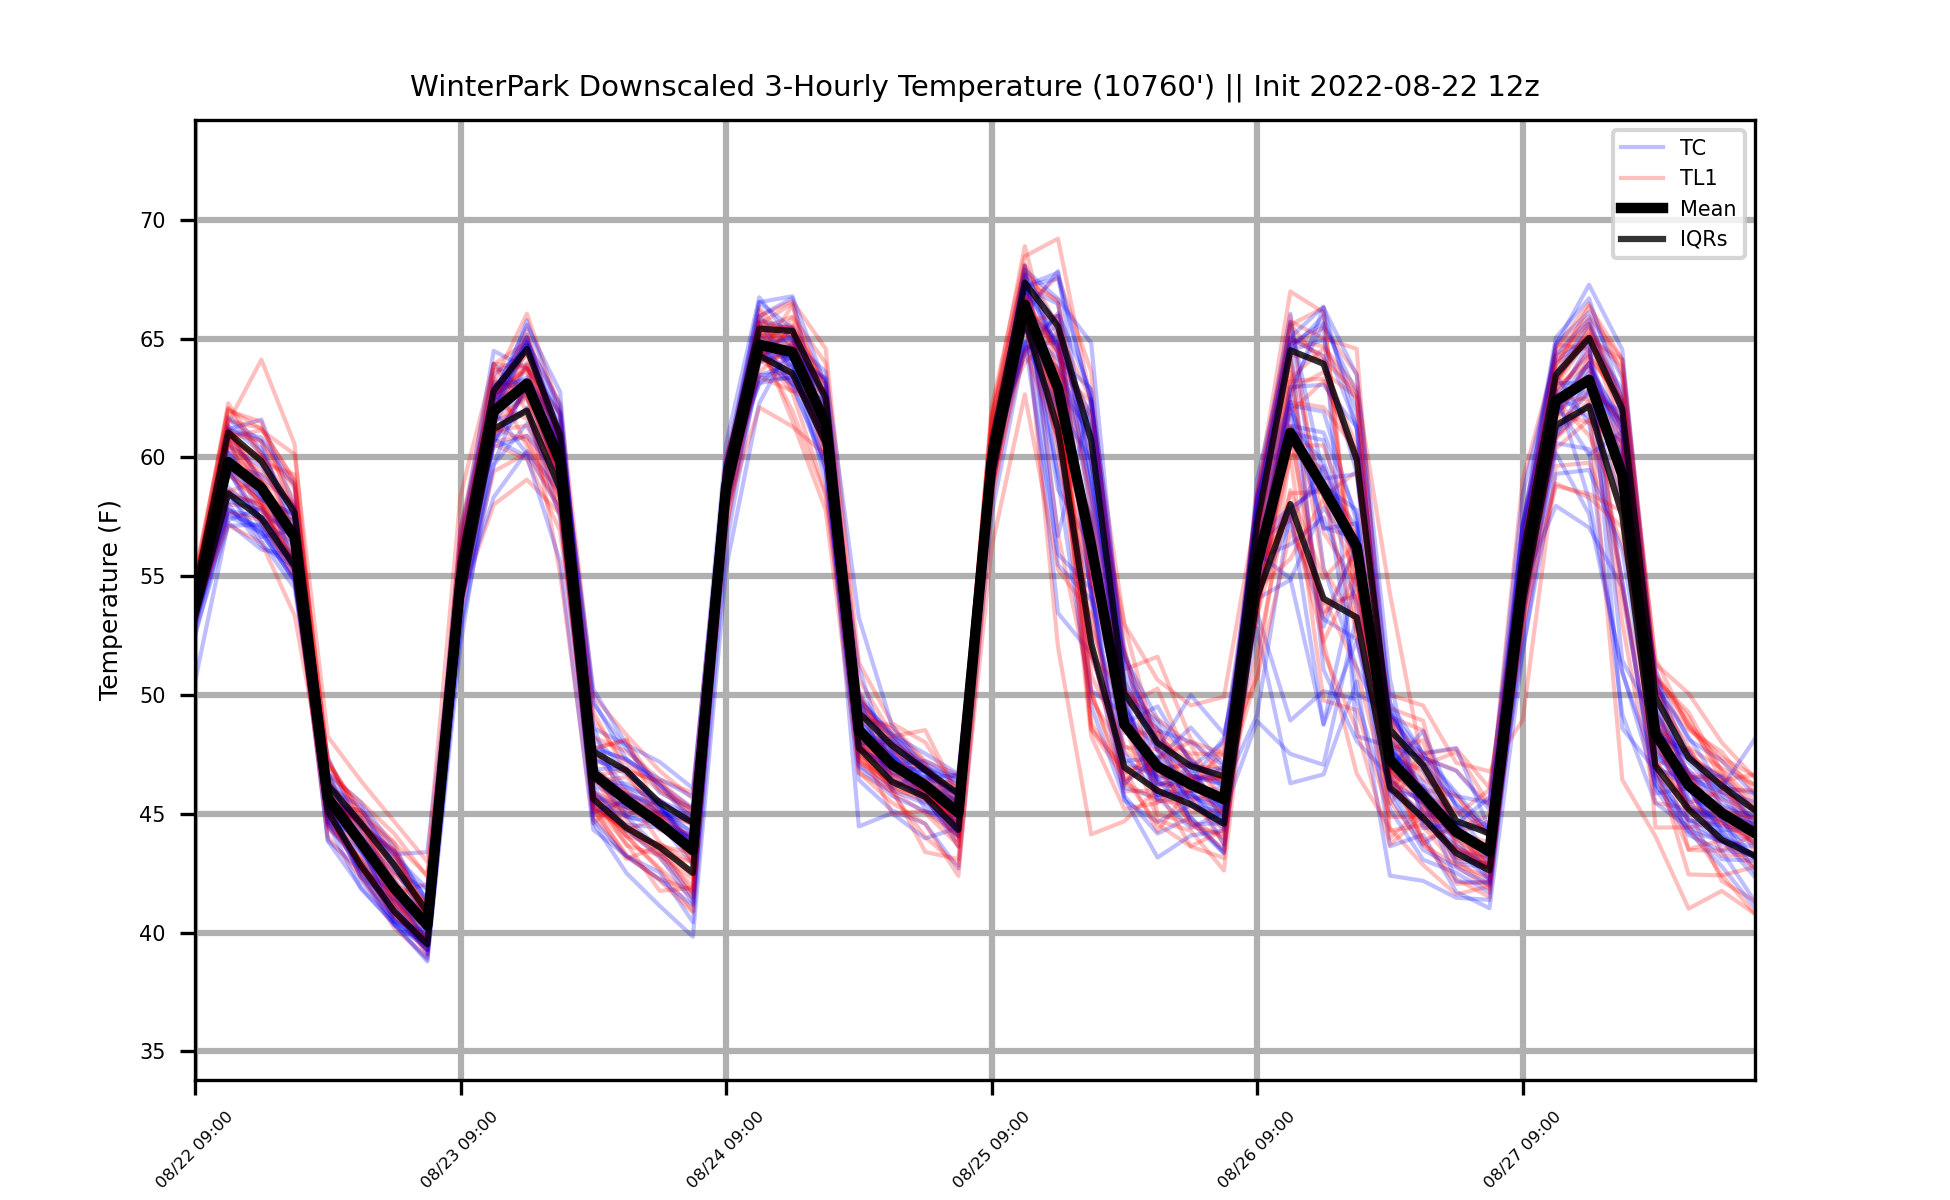 WinterPark Downscaled 3-Hourly Temperature (10760') || Init 2022-08-22 12z
TC
TL1
Mean
IQRs
Temperature (F)
70
65
60
55
50
45
40
35
08/22 09:00
08/23 09:00
08/24 09:00
08/25 09:00
08/26 09:00
08/27 09:00